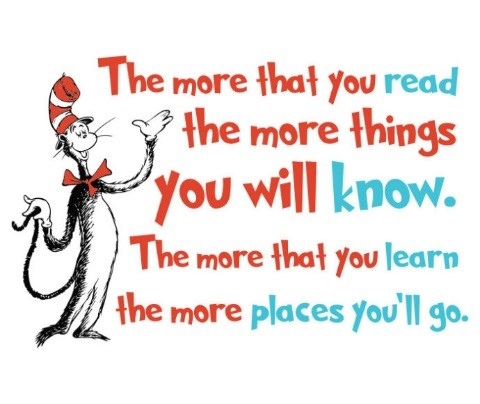 The more that you read
the more things
you will know.
The more that you learn
the more places you'll go.